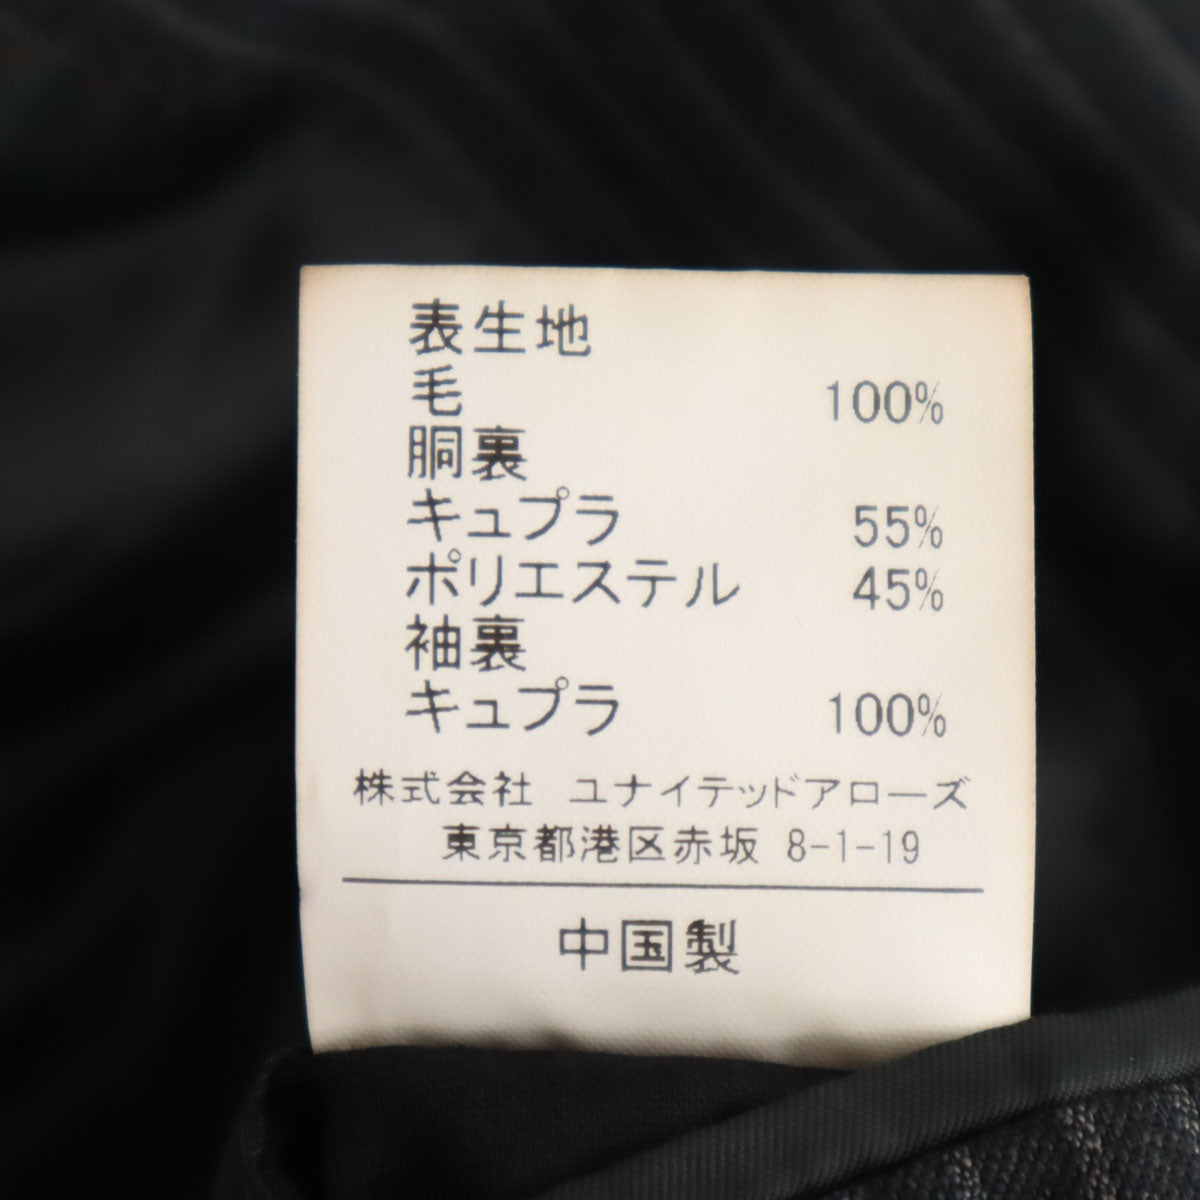 表生地
毛 100%
胴裏
キュプラ 55%
ポリエステル 45%
袖裏
キュプラ 100%
株式会社 ユナイテッドアローズ
東京都港区赤坂 8-1-19
中国製